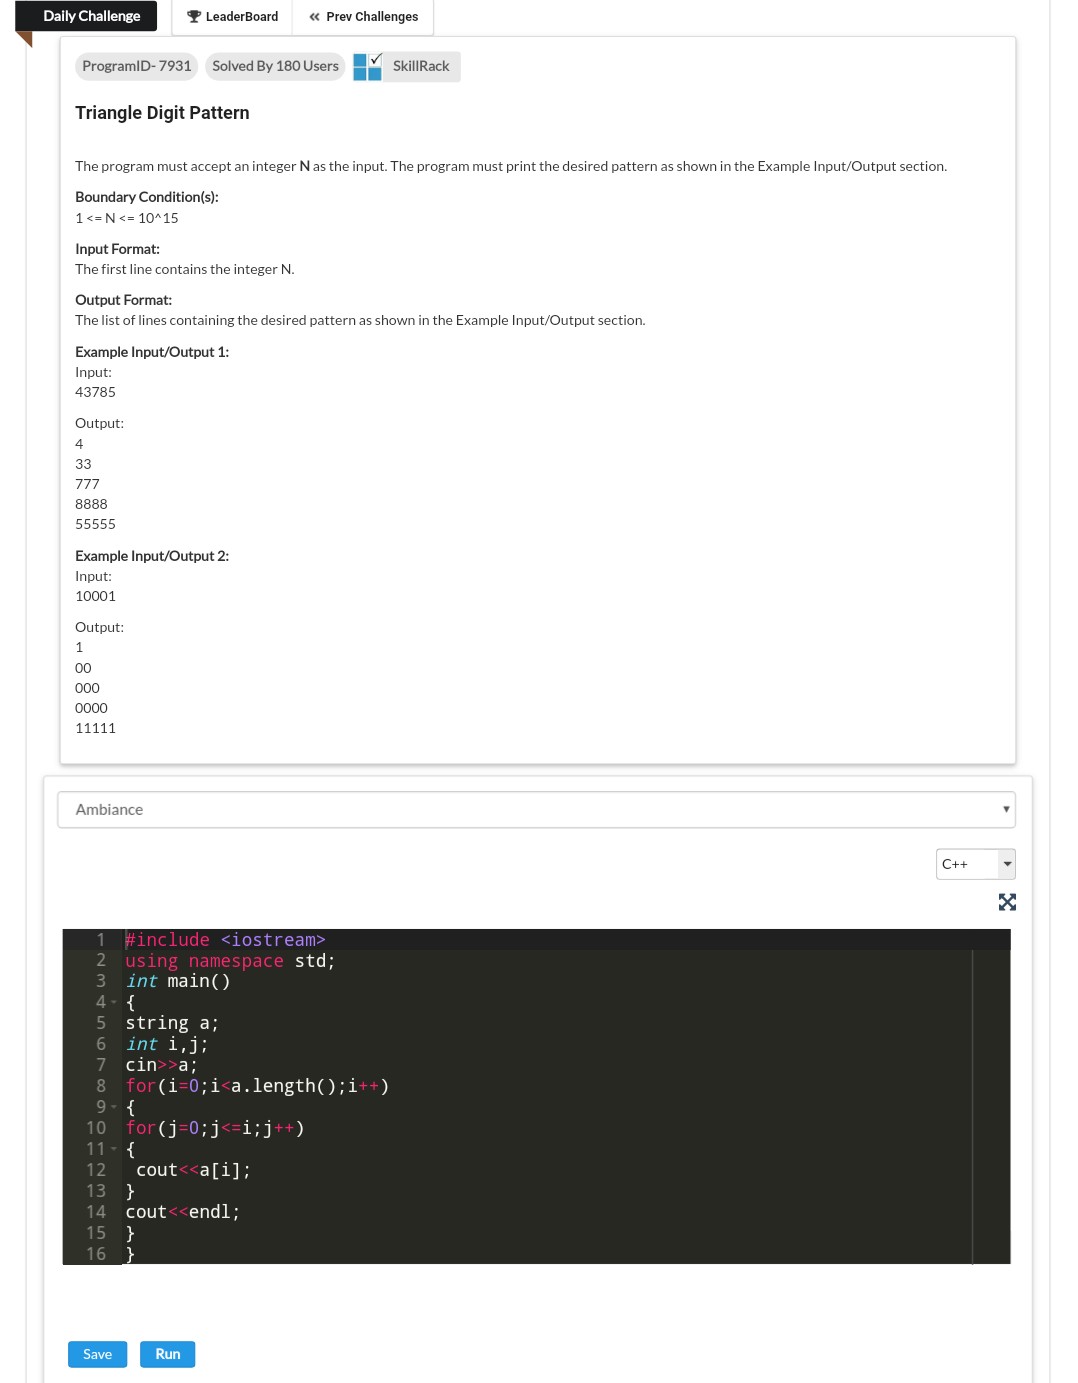 Daily Challenge
LeaderBoard
Prev Challenges
ProgramID- 7931
Solved By 180 Users
SkillRack
Triangle Digit Pattern
The program must accept an integer N as the input. The program must print the desired pattern as shown in the Example Input/Output section.
Boundary Condition(s):
1 <= N <= 10^15
Input Format:
The first line contains the integer N.
Output Format:
The list of lines containing the desired pattern as shown in the Example Input/Output section.
Example Input/Output 1:
Input:
43785
Output:
4
33
777
8888
55555
Example Input/Output 2:
Input:
10001
Output:
1
00
000
0000
11111
Ambiance
C++
1 #include <iostream>
2 using namespace std;
3 int main()
4 {
5 string a;
6 int i,j;
7 cin>>a;
8 for(i=0;i<a.length();i++)
9 {
10 for(j=0;j<=i;j++)
11 {
12  cout<<a[i];
13 }
14 cout<<endl;
15 }
16 }
Save
Run